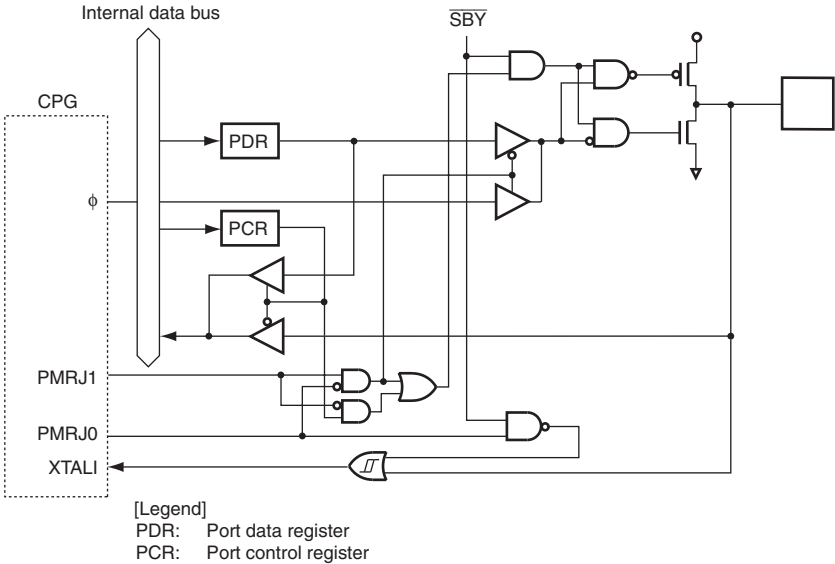 Internal data bus
SBY
CPG
PDR
ϕ
PCR
PMRJ1
PMRJ0
XTALI
[Legend]
PDR: Port data register
PCR: Port control register